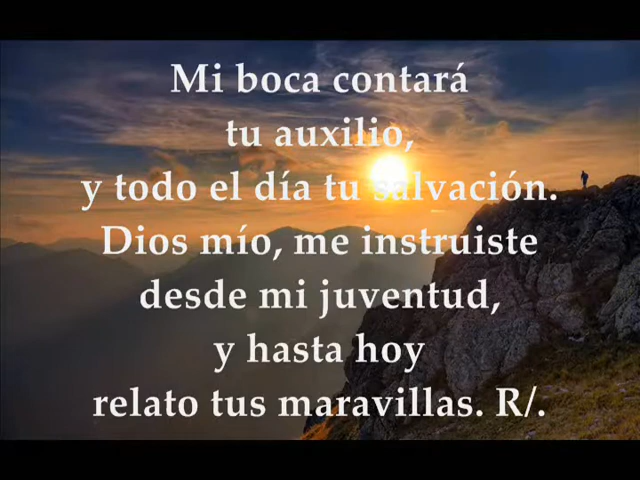 Mi boca contará
tu auxilio,
y todo el día tu salvación.
Dios mío, me instruiste
desde mi juventud,
y hasta hoy
relato tus maravillas. R/.